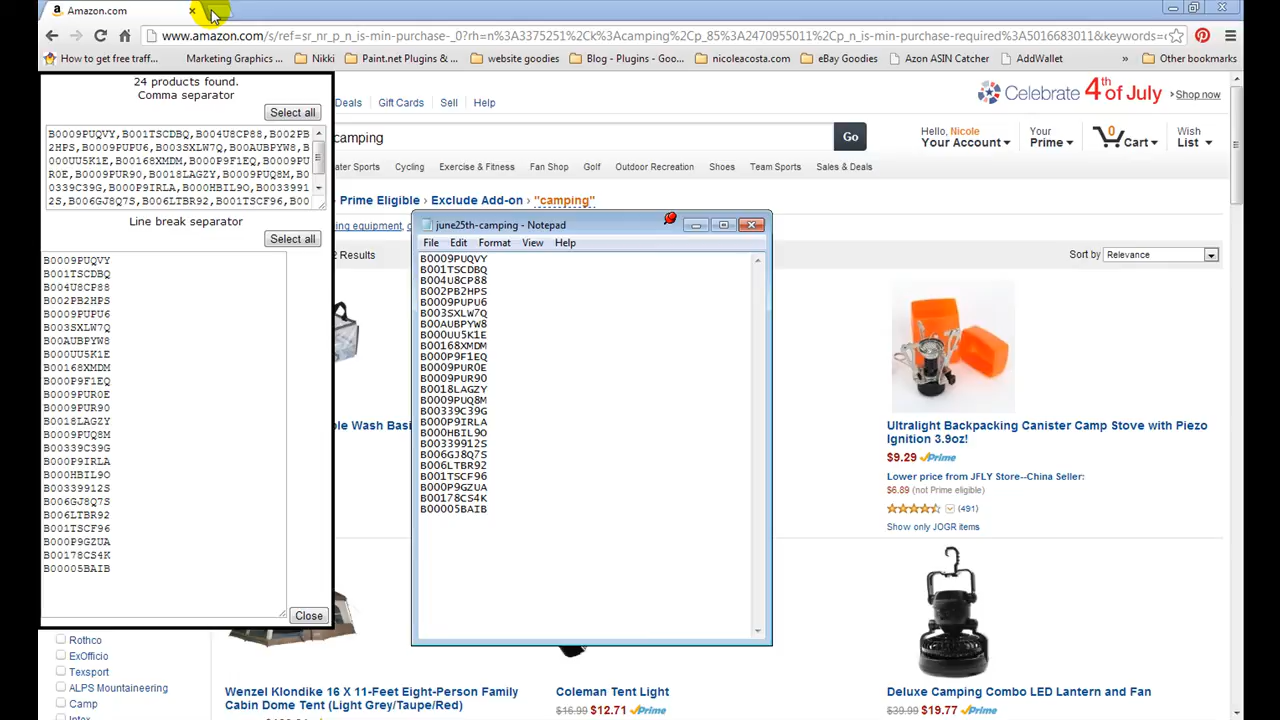 Amazon.com
www.amazon.com/s/ref=sr_nr_p_n_is-min-purchase-_0?rh=n%3A3375251%2Ck%3Acamping%2Cp_85%3A2470955011%2Cp_n_is-min-purchase-required%3A5016683011&keywords=c
How to get free traff... Marketing Graphic ... Nikki Paint.net Plugins & ... website goodies Blog - Plugins - Goo... nicoleacosta.com eBay Goodies Azon ASIN Catcher AddWallet » Other bookmarks
24 products found.
Comma separator
Select all
B0009PUQVY,B001TSCDBQ,B004U8CP88,B002PB
2HPS,B0009PUPU6,B003SXLW7Q,B00AUBPYW8,B
000UU5K1E,B00168XMDM,B000P9F1EQ,B0009PU
R0E,B0009PUR90,B0018LAGZY,B0009PUQ8M,B0
0339C39G,B000P9IRLA,B000HBIL9O,B0033991
2S,B006GJ8Q7S,B006LTBR92,B001TSCF96,B00
Line break separator
Select all
B0009PUQVY
B001TSCDBQ
B004U8CP88
B002PB2HPS
B0009PUPU6
B003SXLW7Q
B00AUBPYW8
B000UU5K1E
B00168XMDM
B000P9F1EQ
B0009PUR0E
B0009PUR90
B0018LAGZY
B0009PUQ8M
B00339C39G
B000P9IRLA
B000HBIL9O
B00339912S
B006GJ8Q7S
B006LTBR92
B001TSCF96
B000P9GZUA
B00178CS4K
B00005BAIB
Close
Deals Gift Cards Sell Help
Celebrate 4th of July Shop now
camping
Go
Hello, Nicole
Your Account
Your
Prime
0
Cart
Wish
List
ter Sports Cycling Exercise & Fitness Fan Shop Golf Outdoor Recreation Shoes Team Sports Sales & Deals
Prime Eligible › Exclude Add-on › "camping"
ing equipment,
2 Results
Sort by Relevance
june25th-camping - Notepad
File Edit Format View Help
B0009PUQVY
B001TSCDBQ
B004U8CP88
B002PB2HPS
B0009PUPU6
B003SXLW7Q
B00AUBPYW8
B000UU5K1E
B00168XMDM
B000P9F1EQ
B0009PUR0E
B0009PUR90
B0018LAGZY
B0009PUQ8M
B00339C39G
B000P9IRLA
B000HBIL9O
B00339912S
B006GJ8Q7S
B006LTBR92
B001TSCF96
B000P9GZUA
B00178CS4K
B00005BAIB
le Wash Basi
Ultralight Backpacking Canister Camp Stove with Piezo
Ignition 3.9oz!
$9.29 Prime
Lower price from JFLY Store--China Seller:
$6.89 (not Prime eligible)
(491)
Show only JOGR items
Rothco
ExOfficio
Texsport
ALPS Mountaineering
Camp
Intex
Wenzel Klondike 16 X 11-Feet Eight-Person Family
Cabin Dome Tent (Light Grey/Taupe/Red)
Coleman Tent Light
$16.99 $12.71 Prime
Deluxe Camping Combo LED Lantern and Fan
$39.99 $19.77 Prime